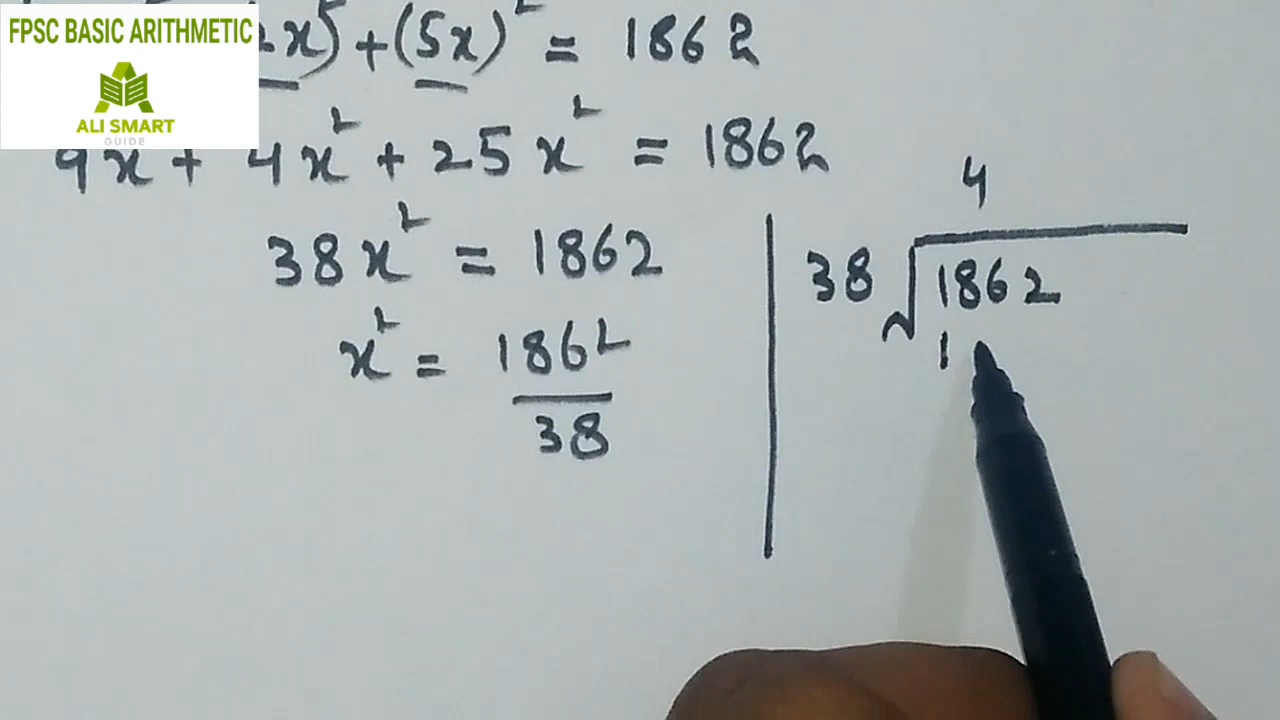 FPSC BASIC ARITHMETIC
ALI SMART
GUIDE
x)² + (5x)² = 1862
9x + 4x² + 25x² = 1862
38x² = 1862
x² = 1862
38
4
38 1862
1